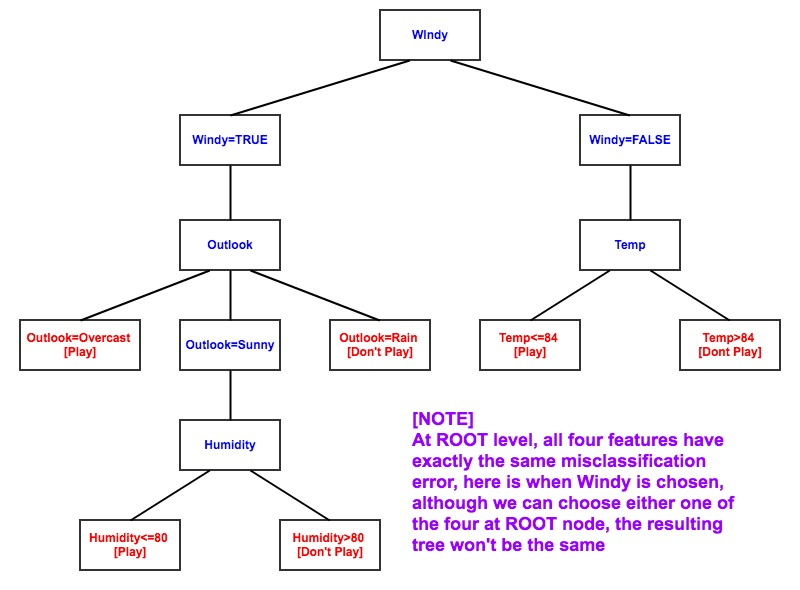 WIndy
Windy=TRUE
Windy=FALSE
Outlook
Temp
Outlook=Overcast
[Play]
Outlook=Sunny
Outlook=Rain
[Don't Play]
Temp<=84
[Play]
Temp>84
[Dont Play]
Humidity
[NOTE]
At ROOT level, all four features have
exactly the same misclassification
error, here is when Windy is chosen,
although we can choose either one of
the four at ROOT node, the resulting
tree won't be the same
Humidity<=80
[Play]
Humidity>80
[Don't Play]